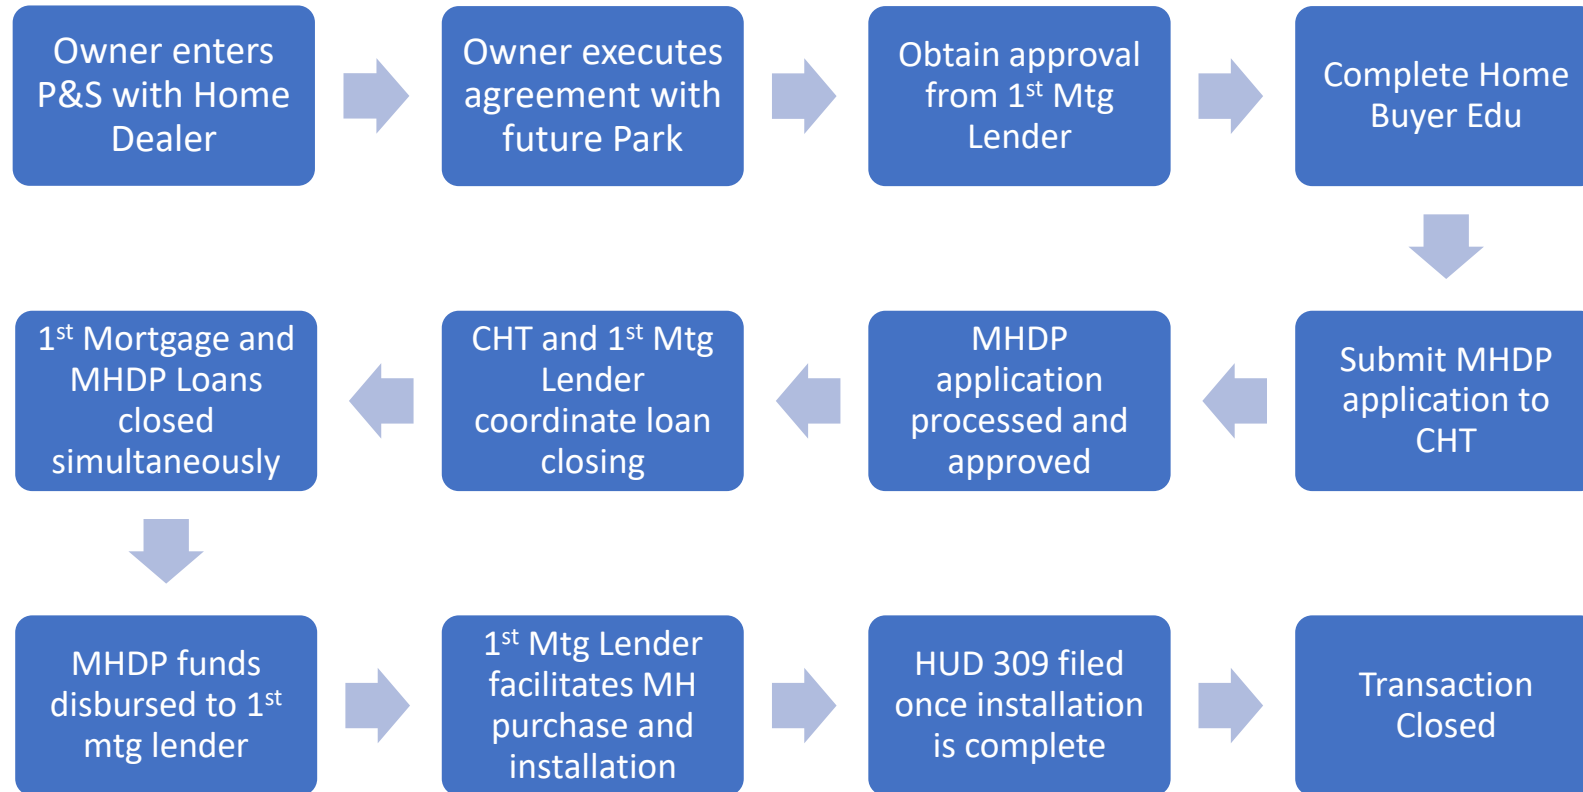 Owner enters
P&S with Home
Dealer
Owner executes
agreement with
future Park
Obtain approval
from 1st Mtg
Lender
Complete Home
Buyer Edu
Submit MHDP
application to
CHT
MHDP
application
processed and
approved
CHT and 1st Mtg
Lender
coordinate loan
closing
1st Mortgage and
MHDP Loans
closed
simultaneously
MHDP funds
disbursed to 1st
mtg lender
1st Mtg Lender
facilitates MH
purchase and
installation
HUD 309 filed
once installation
is complete
Transaction
Closed